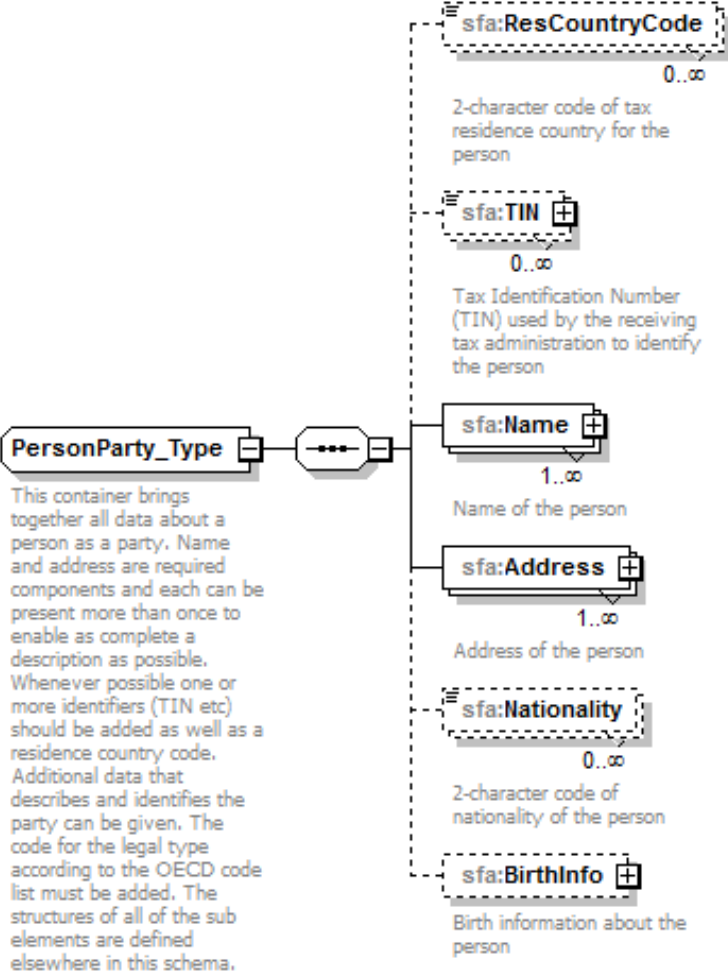 sfa:ResCountryCode
0..∞
2-character code of tax
residence country for the
person
sfa:TIN
0..∞
Tax Identification Number
(TIN) used by the receiving
tax administration to identify
the person
sfa:Name
1..∞
Name of the person
PersonParty_Type
This container brings
together all data about a
person as a party. Name
and address are required
components and each can be
present more than once to
enable as complete a
description as possible.
Whenever possible one or
more identifiers (TIN etc)
should be added as well as a
residence country code.
Additional data that
describes and identifies the
party can be given. The
code for the legal type
according to the OECD code
list must be added. The
structures of all of the sub
elements are defined
elsewhere in this schema.
sfa:Address
1..∞
Address of the person
sfa:Nationality
0..∞
2-character code of
nationality of the person
sfa:BirthInfo
Birth information about the
person